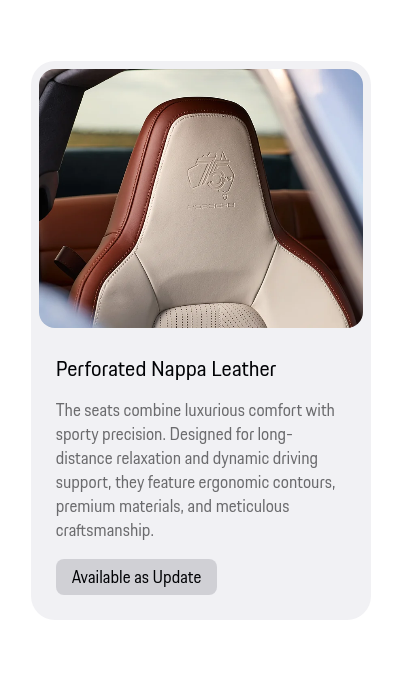 75
Perforated Nappa Leather
The seats combine luxurious comfort with
sporty precision. Designed for long-
distance relaxation and dynamic driving
support, they feature ergonomic contours,
premium materials, and meticulous
craftsmanship.
Available as Update